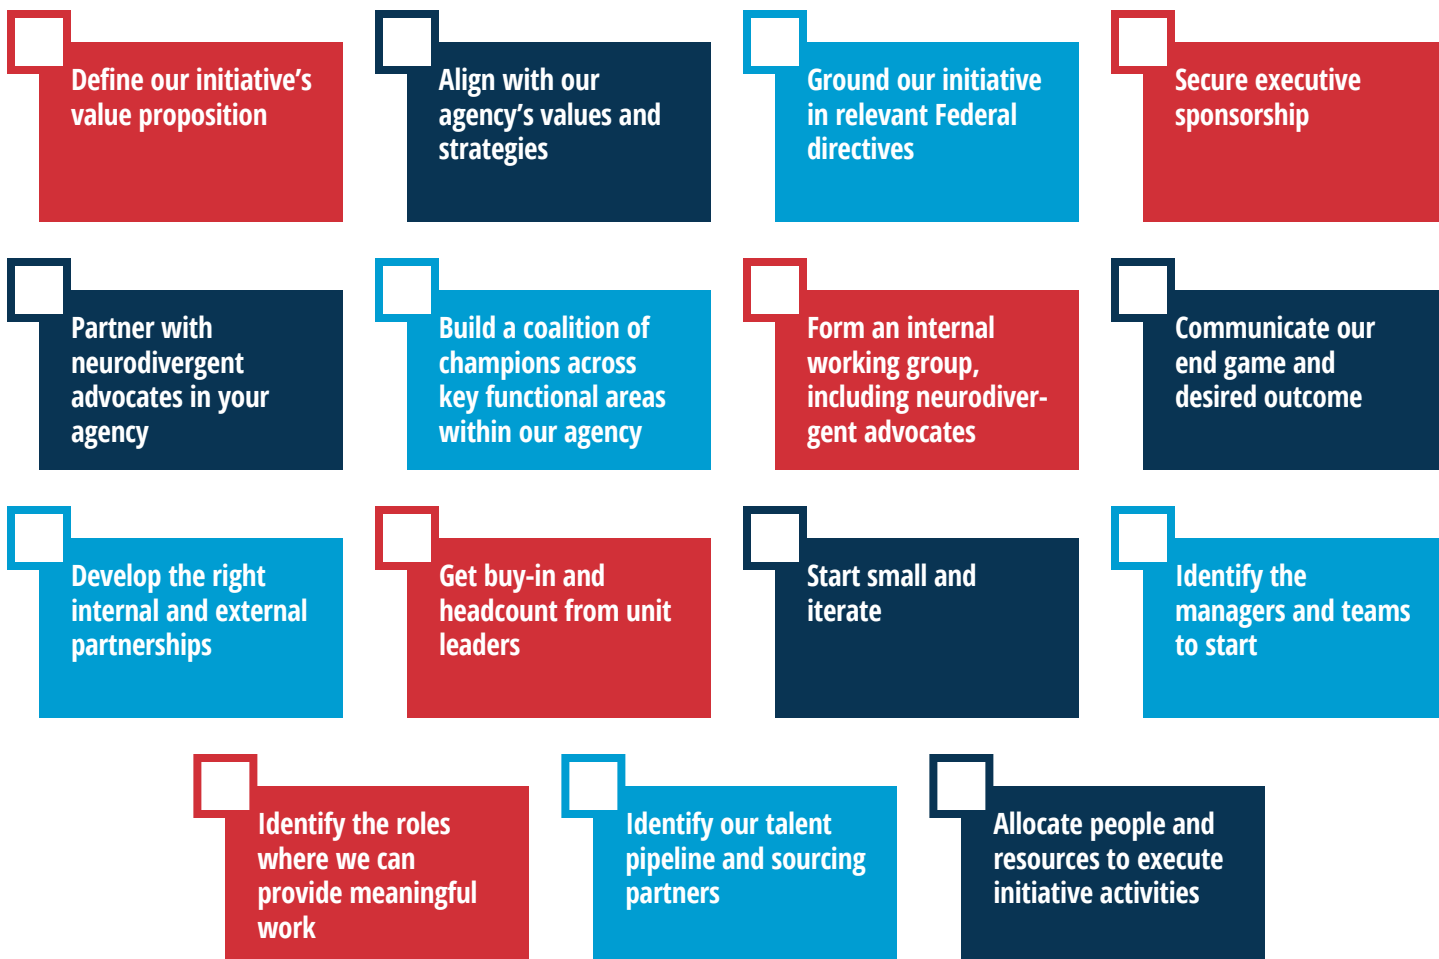 Define our initiative’s
value proposition
Align with our
agency’s values and
strategies
Ground our initiative
in relevant Federal
directives
Secure executive
sponsorship
Partner with
neurodivergent
advocates in your
agency
Build a coalition of
champions across
key functional areas
within our agency
Form an internal
working group,
including neurodiver-
gent advocates
Communicate our
end game and
desired outcome
Develop the right
internal and external
partnerships
Get buy-in and
headcount from unit
leaders
Start small and
iterate
Identify the
managers and teams
to start
Identify the roles
where we can
provide meaningful
work
Identify our talent
pipeline and sourcing
partners
Allocate people and
resources to execute
initiative activities